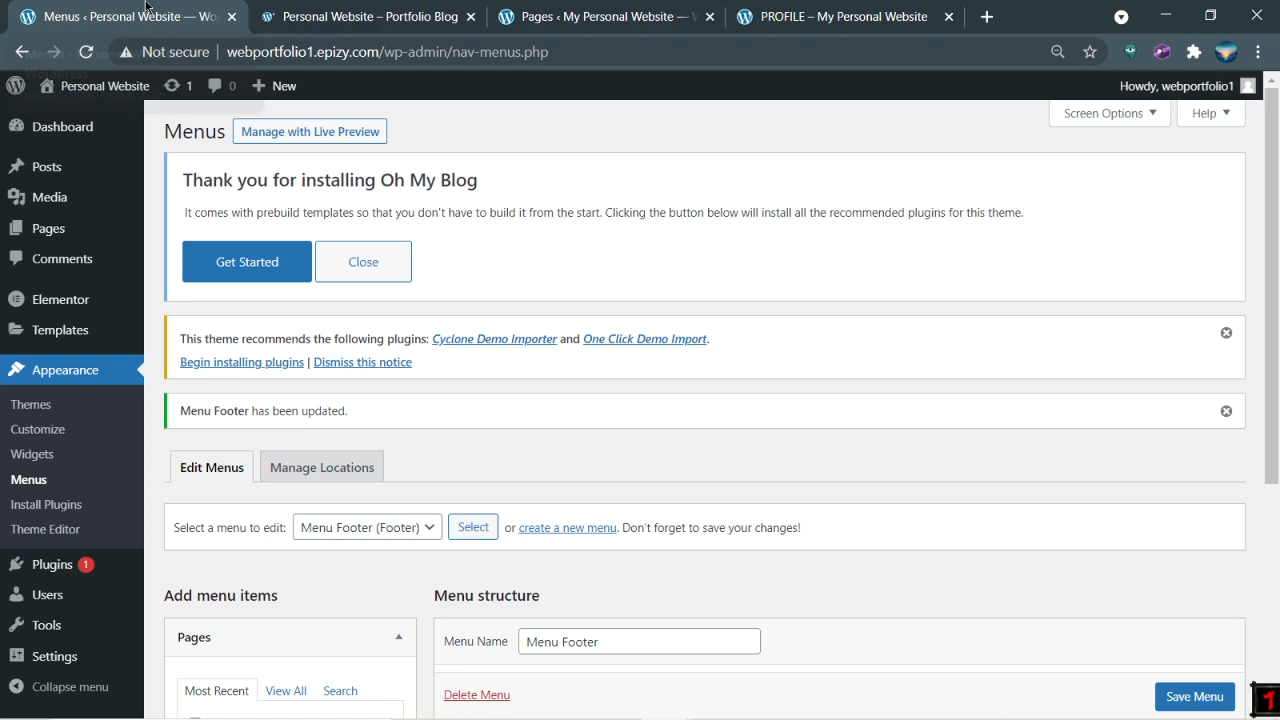 Menus ‹ Personal Website — Wo
Personal Website – Portfolio Blog
Pages ‹ My Personal Website —
PROFILE – My Personal Website
Not secure
webportfolio1.epizy.com/wp-admin/nav-menus.php
Personal Website
1
0
New
Howdy, webportfolio1
Dashboard
Posts
Media
Pages
Comments
Elementor
Templates
Appearance
Themes
Customize
Widgets
Menus
Install Plugins
Theme Editor
Plugins 1
Users
Tools
Settings
Collapse menu
Screen Options
Help
Menus
Manage with Live Preview
Thank you for installing Oh My Blog
It comes with prebuild templates so that you don't have to build it from the start. Clicking the button below will install all the recommended plugins for this theme.
Get Started
Close
This theme recommends the following plugins: Cyclone Demo Importer and One Click Demo Import.
Begin installing plugins | Dismiss this notice
Menu Footer has been updated.
Edit Menus
Manage Locations
Select a menu to edit: Menu Footer (Footer) Select or create a new menu. Don't forget to save your changes!
Add menu items
Menu structure
Pages
Menu Name Menu Footer
Most Recent View All Search
Delete Menu
Save Menu
1